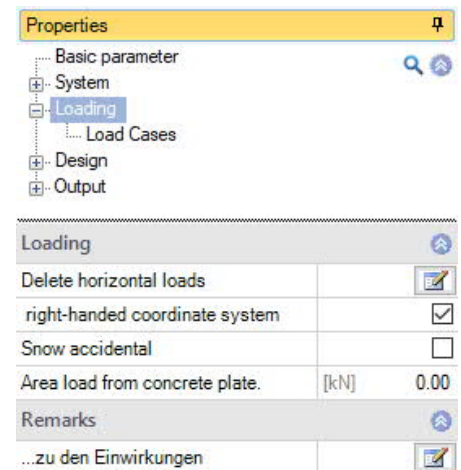 Properties
Basic parameter
System
Loading
Load Cases
Design
Output
Loading
Delete horizontal loads
right-handed coordinate system
Snow accidental
Area load from concrete plate. [kN] 0.00
Remarks
...zu den Einwirkungen